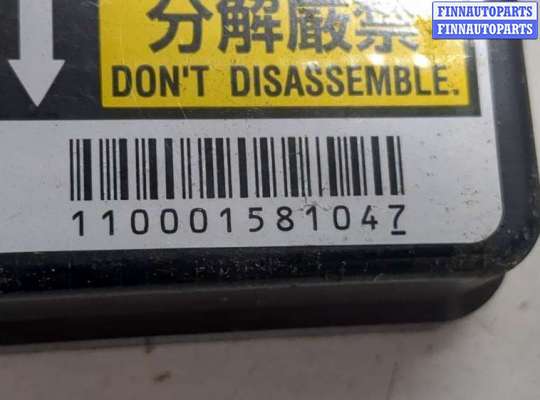 FINNAUTOPARTS
FINNAUTOPARTS
分解厳禁
DON'T DISASSEMBLE.
110001581047